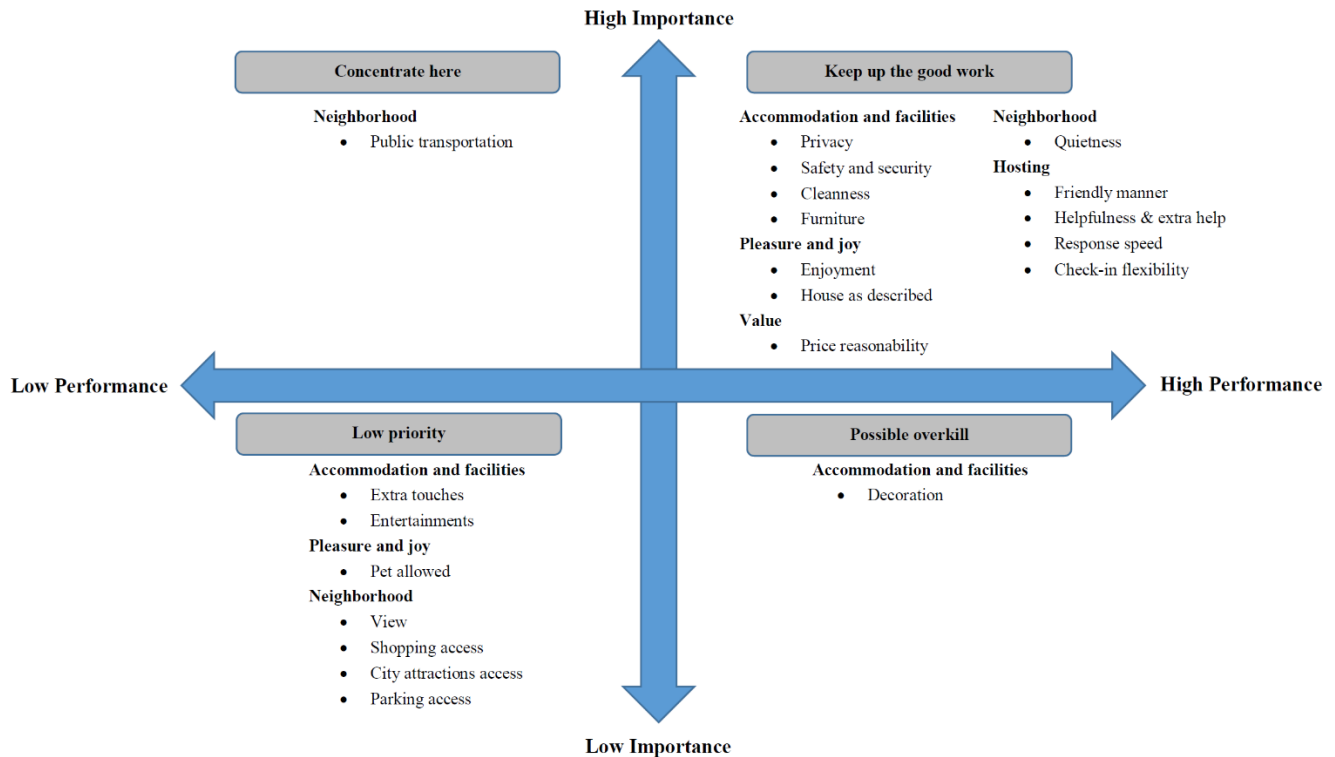 High Importance
Concentrate here
Neighborhood
• Public transportation
Keep up the good work
Accommodation and facilities
• Privacy
• Safety and security
• Cleanness
• Furniture
Pleasure and joy
• Enjoyment
• House as described
Value
• Price reasonability
Neighborhood
• Quietness
Hosting
• Friendly manner
• Helpfulness & extra help
• Response speed
• Check-in flexibility
Low Performance
High Performance
Low priority
Accommodation and facilities
• Extra touches
• Entertainments
Pleasure and joy
• Pet allowed
Neighborhood
• View
• Shopping access
• City attractions access
• Parking access
Possible overkill
Accommodation and facilities
• Decoration
Low Importance